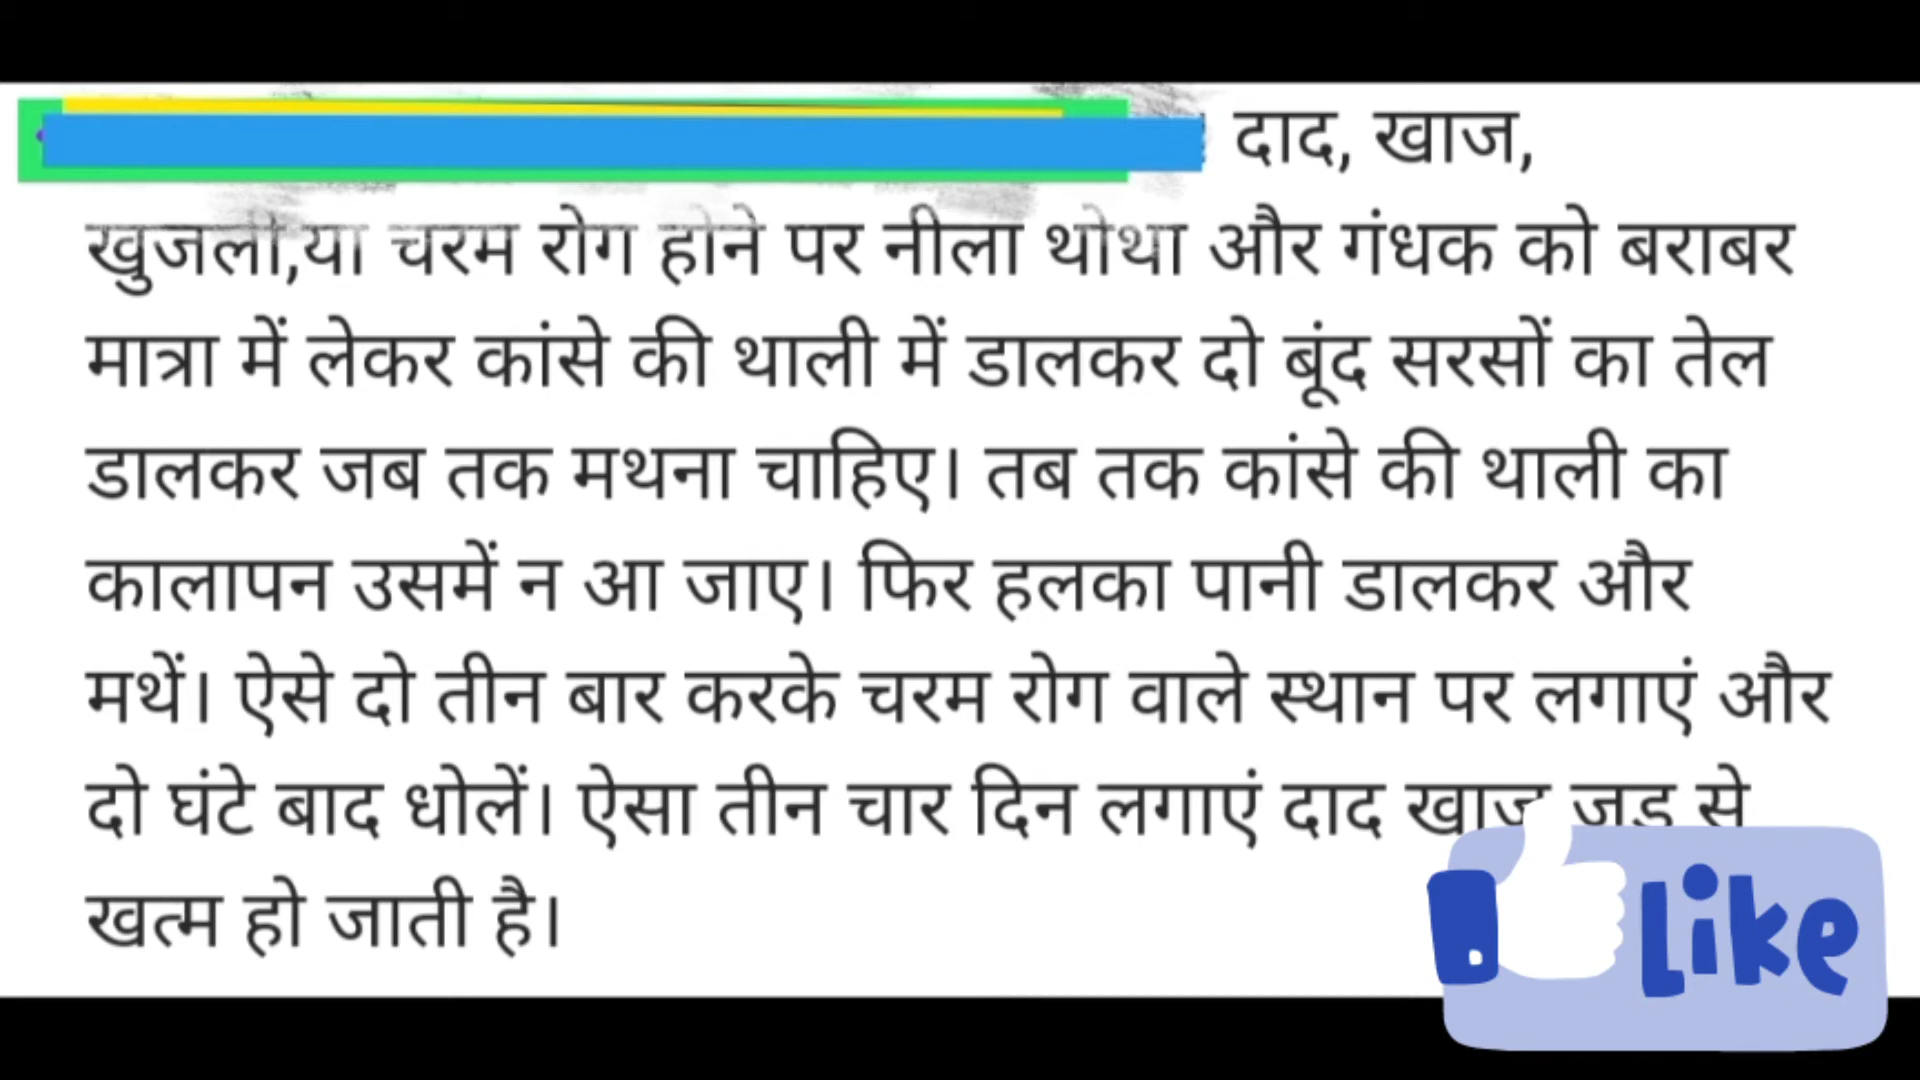 दाद, खाज,
खुजली,या चरम रोग होने पर नीला थोथा और गंधक को बराबर
मात्रा में लेकर कांसे की थाली में डालकर दो बूंद सरसों का तेल
डालकर जब तक मथना चाहिए। तब तक कांसे की थाली का
कालापन उसमें न आ जाए। फिर हलका पानी डालकर और
मथें। ऐसे दो तीन बार करके चरम रोग वाले स्थान पर लगाएं और
दो घंटे बाद धोलें। ऐसा तीन चार दिन लगाएं दाद खाज जड से
खत्म हो जाती है।
Like